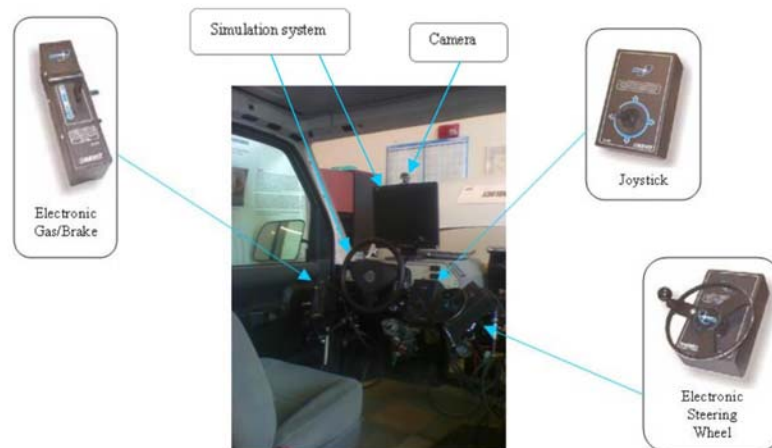 Simulation system
Camera
Electronic
Gas/Brake
Joystick
Electronic
Steering
Wheel